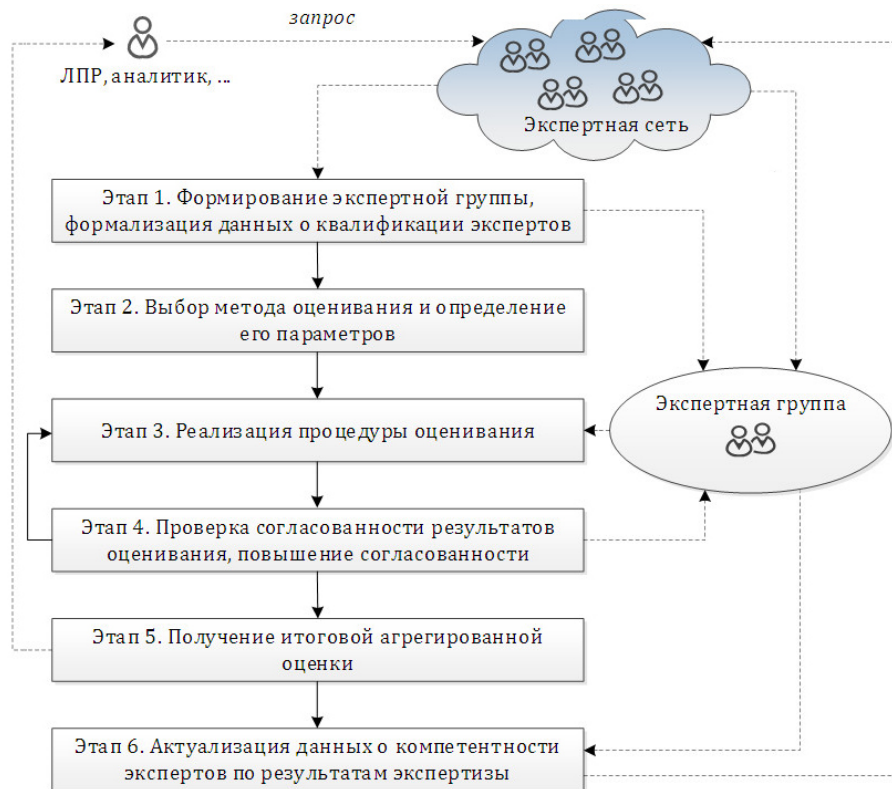 запрос
ЛПР, аналитик, ...
Экспертная сеть
Этап 1. Формирование экспертной группы,
формализация данных о квалификации экспертов
Этап 2. Выбор метода оценивания и определение
его параметров
Экспертная группа
Этап 3. Реализация процедуры оценивания
Этап 4. Проверка согласованности результатов
оценивания, повышение согласованности
Этап 5. Получение итоговой агрегированной
оценки
Этап 6. Актуализация данных о компетентности
экспертов по результатам экспертизы